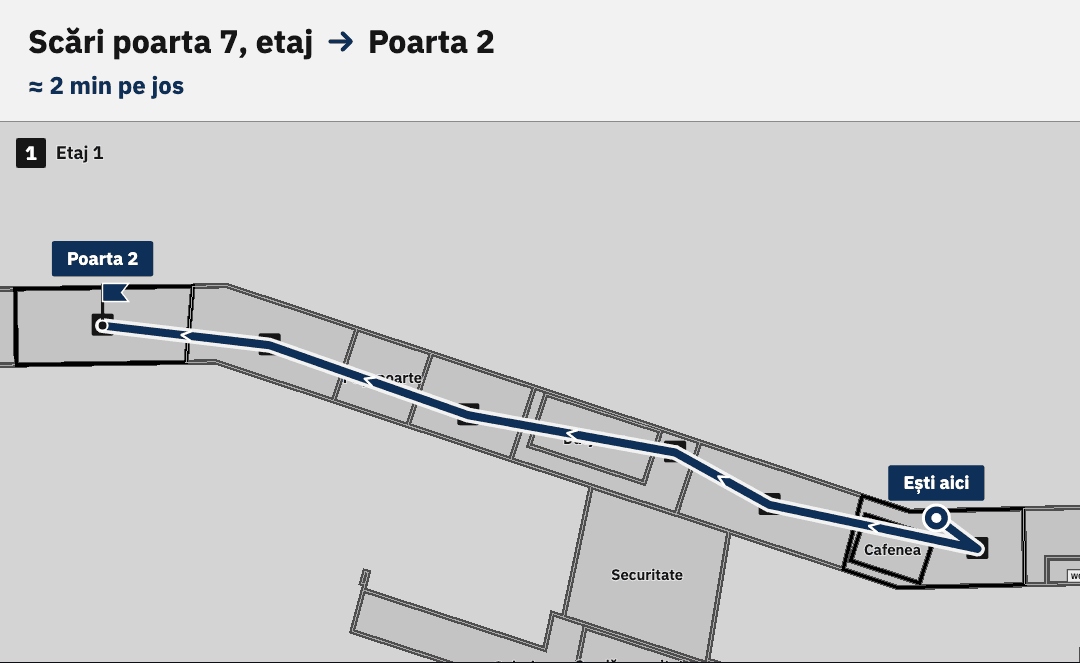 Scări poarta 7, etaj → Poarta 2
≈ 2 min pe jos
1 Etaj 1
Poarta 2
Ești aici
Cafenea
Securitate